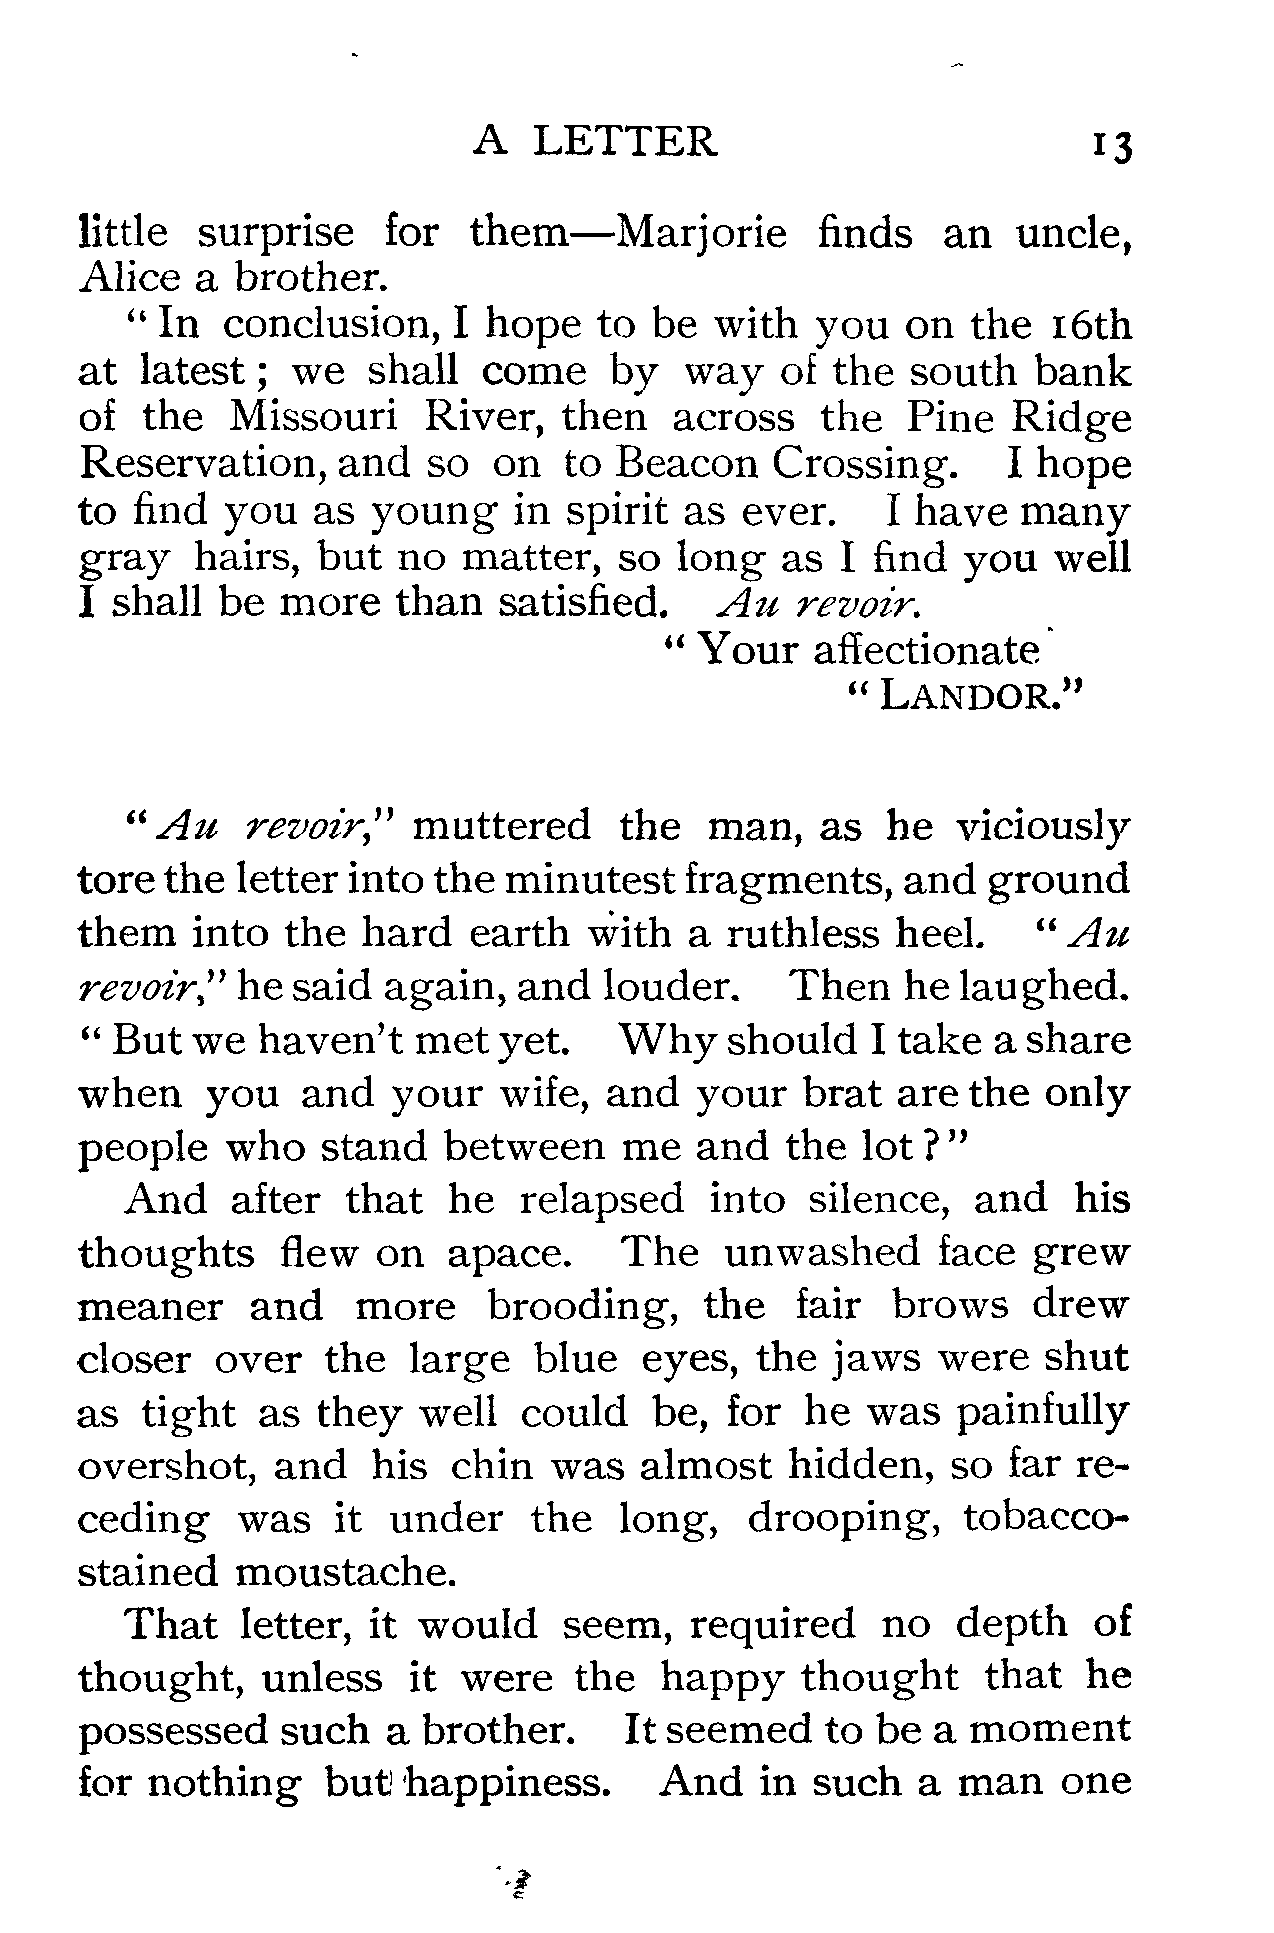 A LETTER 13
little surprise for them—Marjorie finds an uncle,
Alice a brother.
“ In conclusion, I hope to be with you on the 16th
at latest ; we shall come by way of the south bank
of the Missouri River, then across the Pine Ridge
Reservation, and so on to Beacon Crossing. I hope
to find you as young in spirit as ever. I have many
gray hairs, but no matter, so long as I find you well
I shall be more than satisfied. Au revoir.
“ Your affectionate
“ LANDOR.”
“ Au revoir,” muttered the man, as he viciously
tore the letter into the minutest fragments, and ground
them into the hard earth with a ruthless heel. “ Au
revoir,” he said again, and louder. Then he laughed.
“ But we haven’t met yet. Why should I take a share
when you and your wife, and your brat are the only
people who stand between me and the lot ? ”
And after that he relapsed into silence, and his
thoughts flew on apace. The unwashed face grew
meaner and more brooding, the fair brows drew
closer over the large blue eyes, the jaws were shut
as tight as they well could be, for he was painfully
overshot, and his chin was almost hidden, so far re-
ceding was it under the long, drooping, tobacco-
stained moustache.
That letter, it would seem, required no depth of
thought, unless it were the happy thought that he
possessed such a brother. It seemed to be a moment
for nothing but happiness. And in such a man one